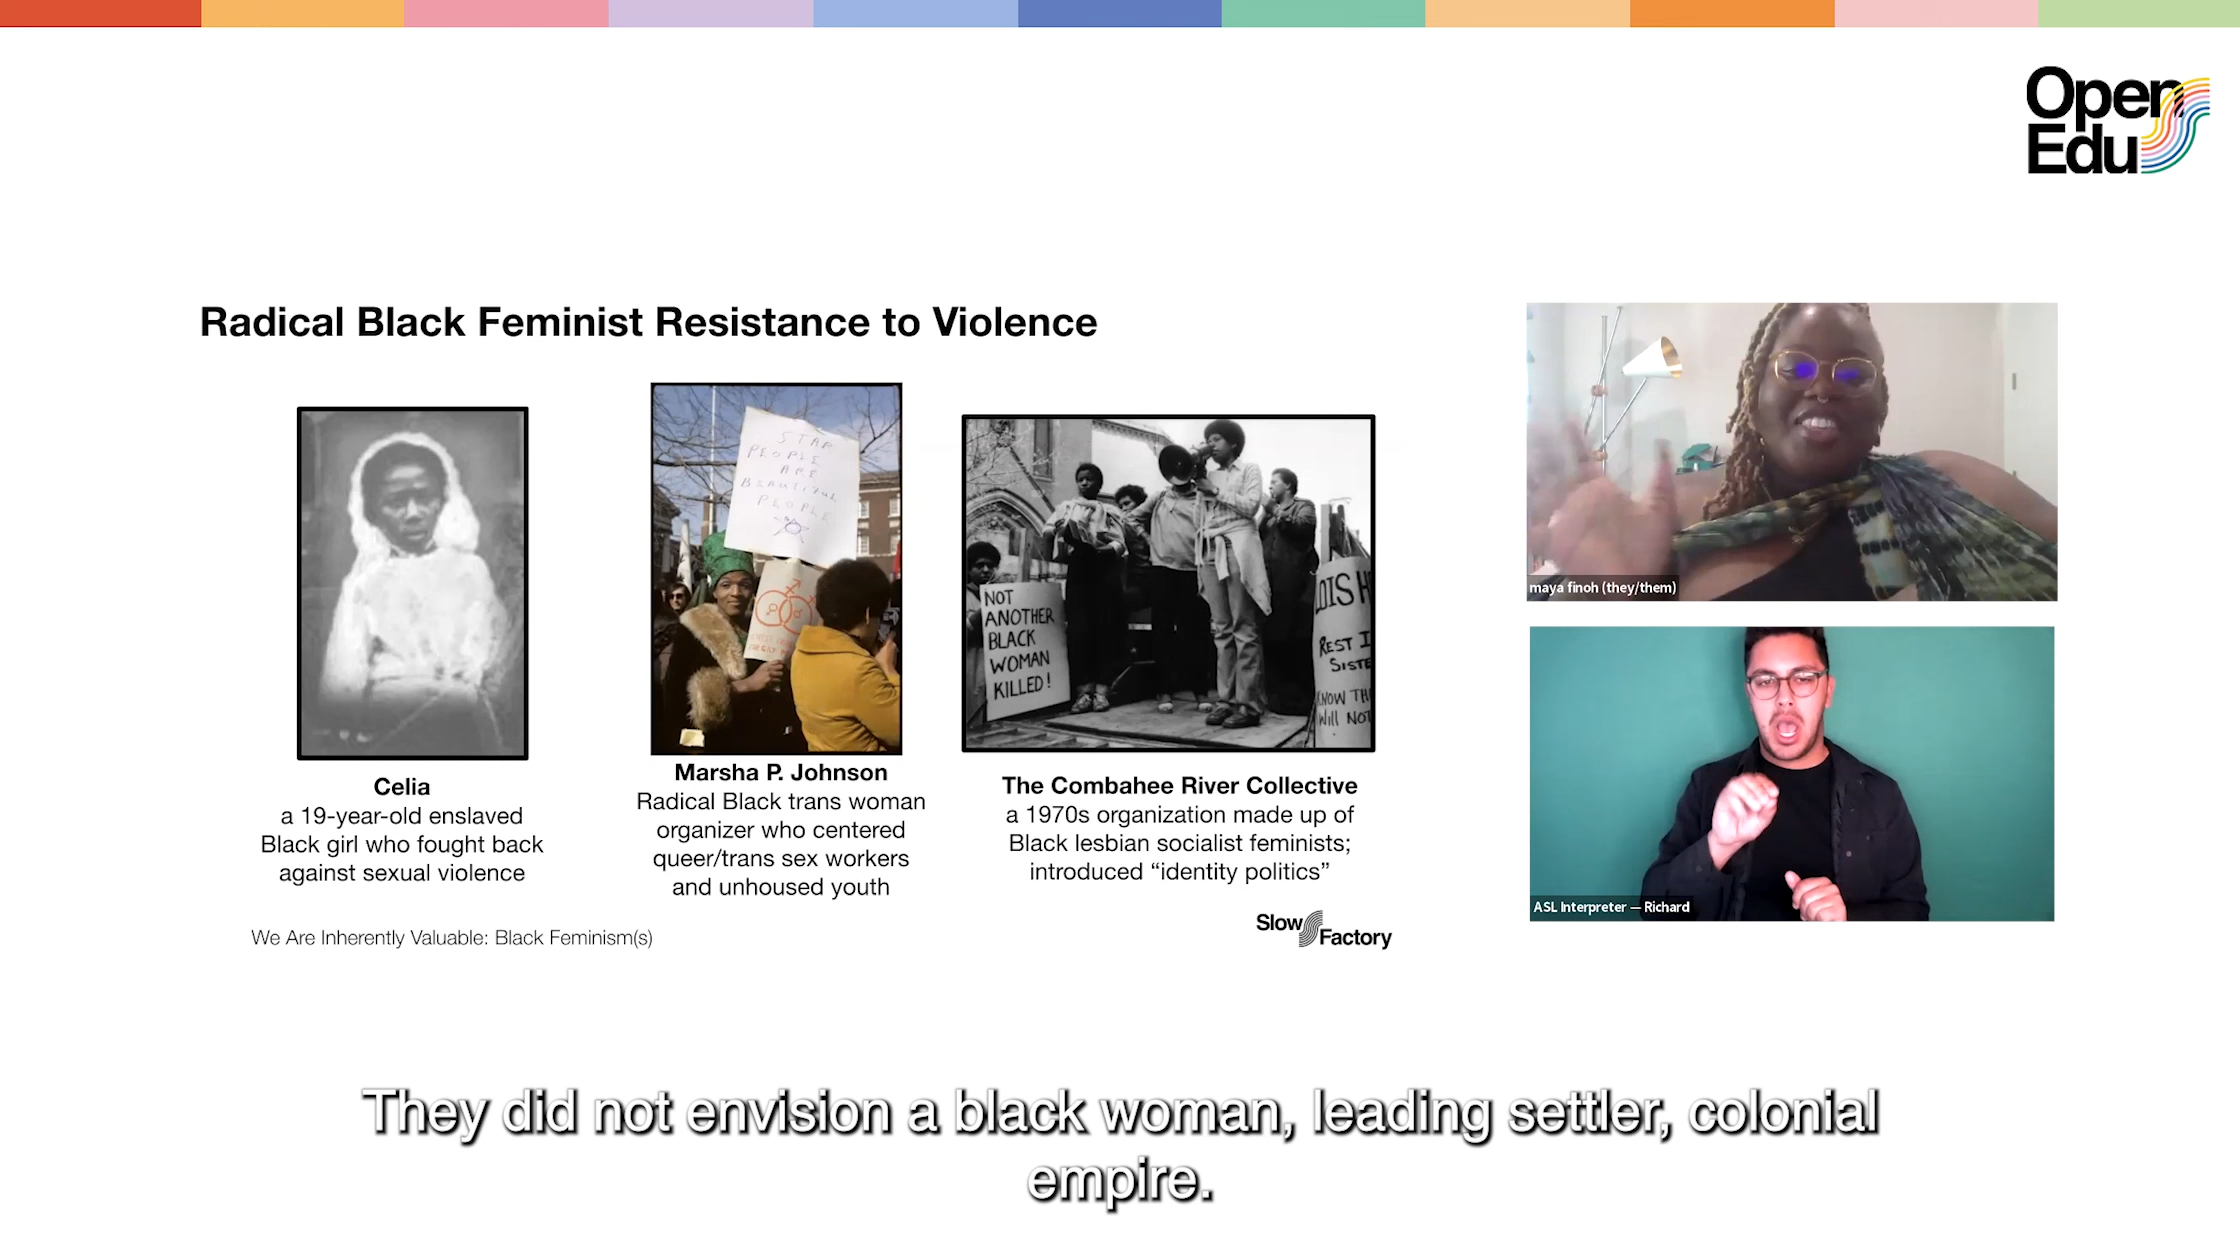 Open
Edu
Radical Black Feminist Resistance to Violence
STAR
PEOPLE
ARE
BEAUTIFUL
PEOPLE
NOT
ANOTHER
BLACK
WOMAN
KILLED!
REST I
SISTE
KNOW TH
Will NOT
maya finoh (they/them)
ASL Interpreter — Richard
Celia
a 19-year-old enslaved
Black girl who fought back
against sexual violence
Marsha P. Johnson
Radical Black trans woman
organizer who centered
queer/trans sex workers
and unhoused youth
The Combahee River Collective
a 1970s organization made up of
Black lesbian socialist feminists;
introduced “identity politics”
We Are Inherently Valuable: Black Feminism(s)
Slow
Factory
They did not envision a black woman, leading settler, colonial
empire.